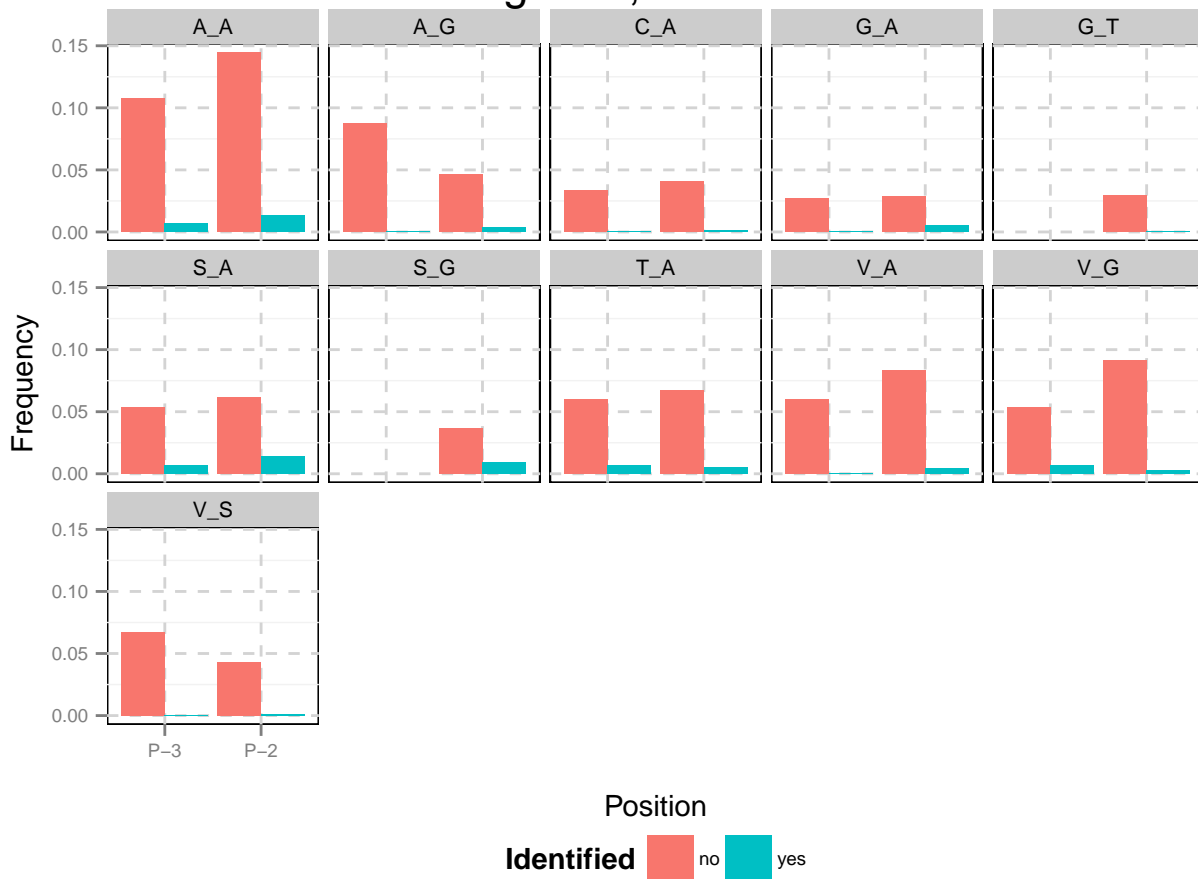 A_A A_G C_A G_A G_T
0.15
0.10
0.05
0.00
S_A S_G T_A V_A V_G
0.15
0.10
0.05
0.00
V_S
0.15
0.10
0.05
0.00
P−3 P−2
Frequency
Position
Identified no yes